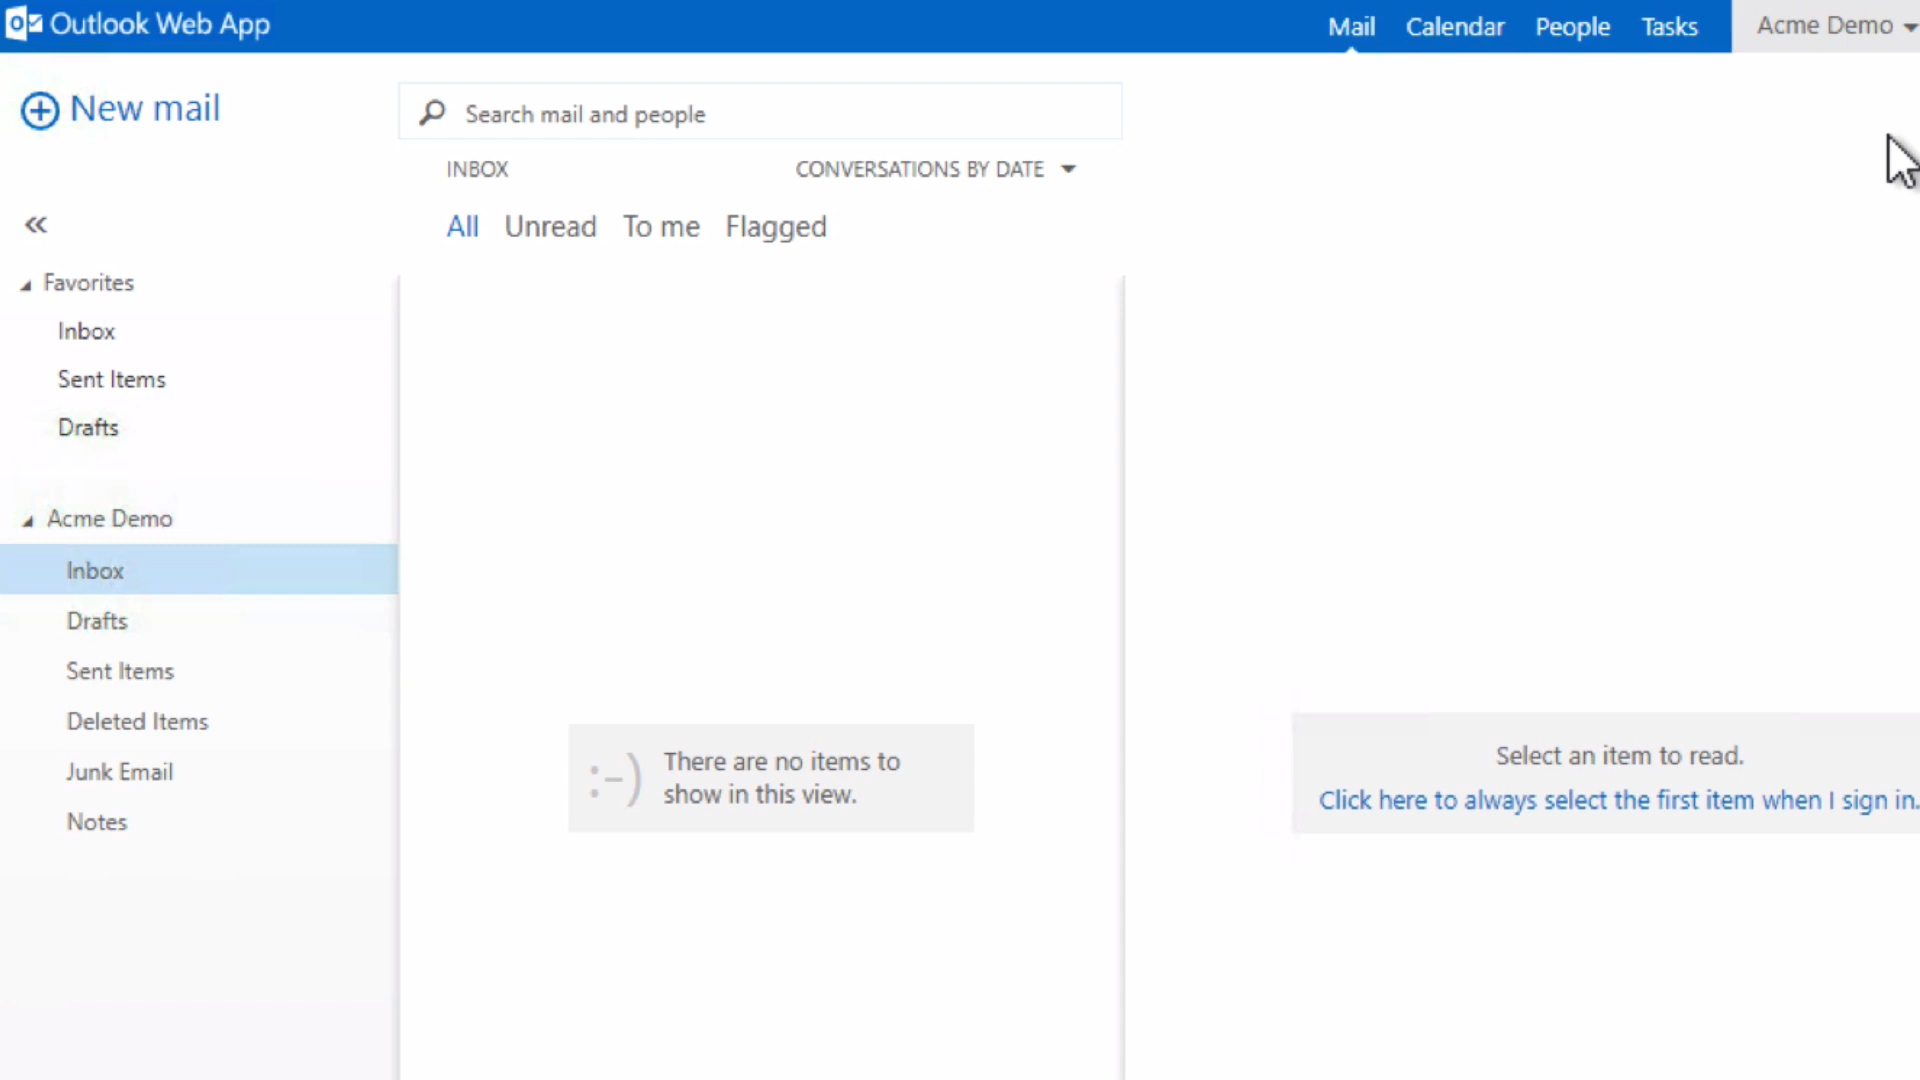 Outlook Web App
Mail Calendar People Tasks Acme Demo
New mail
Search mail and people
INBOX CONVERSATIONS BY DATE
All Unread To me Flagged
Favorites
Inbox
Sent Items
Drafts
Acme Demo
Inbox
Drafts
Sent Items
Deleted Items
Junk Email
Notes
:-)
There are no items to
show in this view.
Select an item to read.
Click here to always select the first item when I sign in.